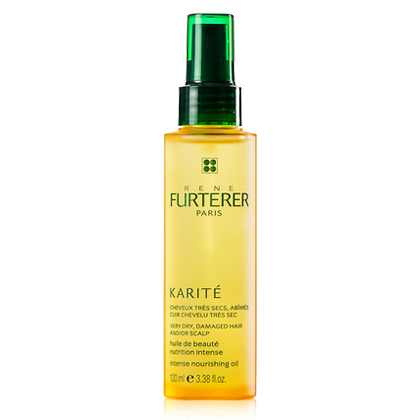 RENE
FURTERER
PARIS
KARITÉ
CHEVEUX TRÈS SECS, ABÎMÉS
CUIR CHEVELU TRÈS SEC
VERY DRY, DAMAGED HAIR
AND/OR SCALP
huile de beauté
nutrition intense
intense nourishing oil
100 ml e 3.38 fl.oz.